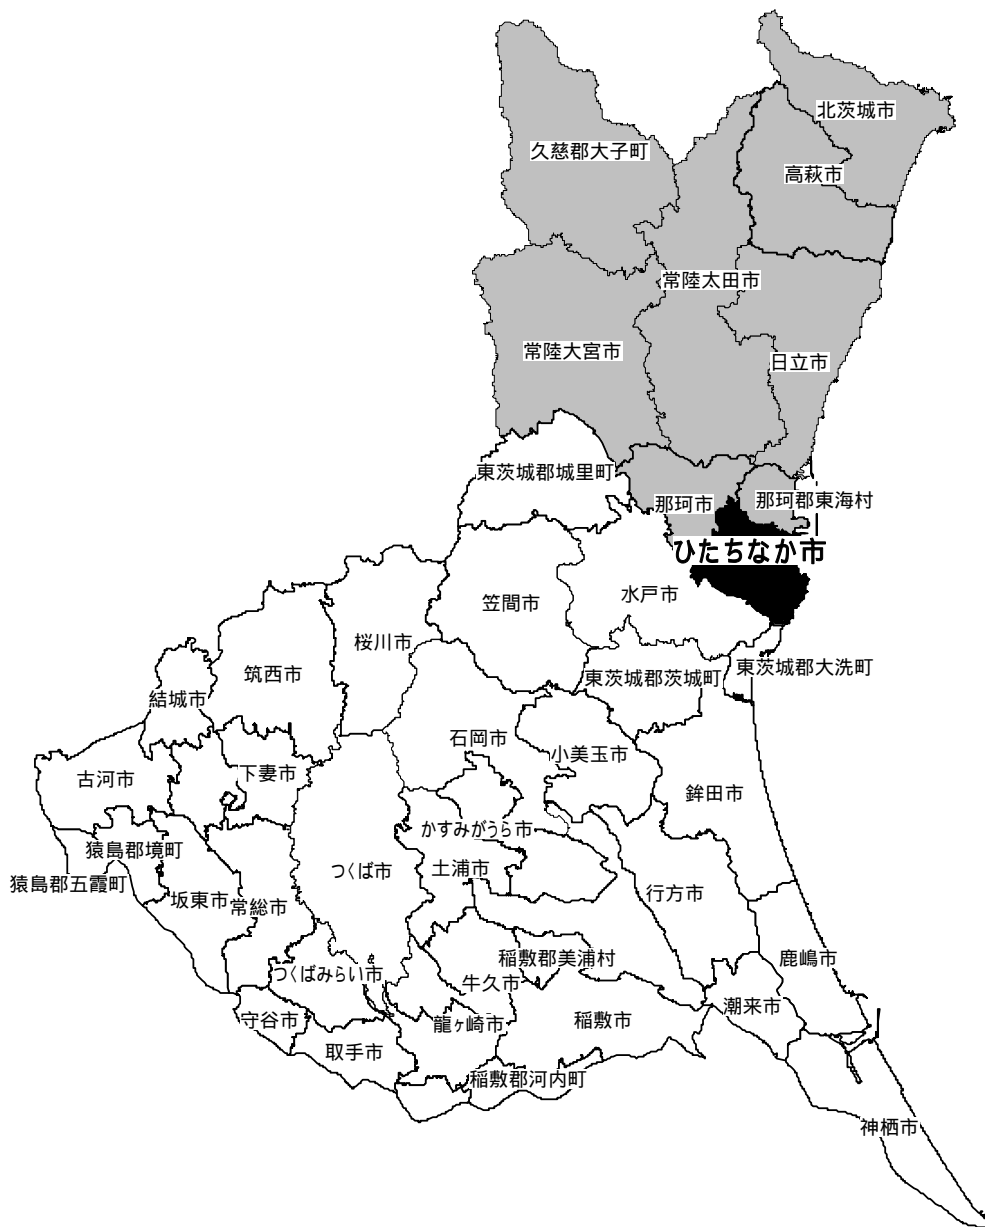 北茨城市
久慈郡大子町
高萩市
常陸太田市
常陸大宮市
日立市
東茨城郡城里町
那珂市
那珂郡東海村
ひたちなか市
笠間市
水戸市
桜川市
筑西市
東茨城郡茨城町
東茨城郡大洗町
結城市
石岡市
小美玉市
古河市
下妻市
鉾田市
かすみがうら市
猿島郡境町
つくば市
土浦市
猿島郡五霞町
坂東市
常総市
行方市
稲敷郡美浦村
鹿嶋市
つくばみらい市
牛久市
潮来市
守谷市
龍ヶ崎市
稲敷市
取手市
稲敷郡河内町
神栖市